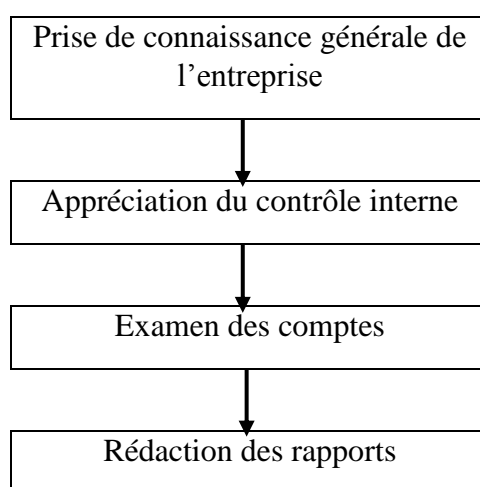 Prise de connaissance générale de
l’entreprise
Appréciation du contrôle interne
Examen des comptes
Rédaction des rapports